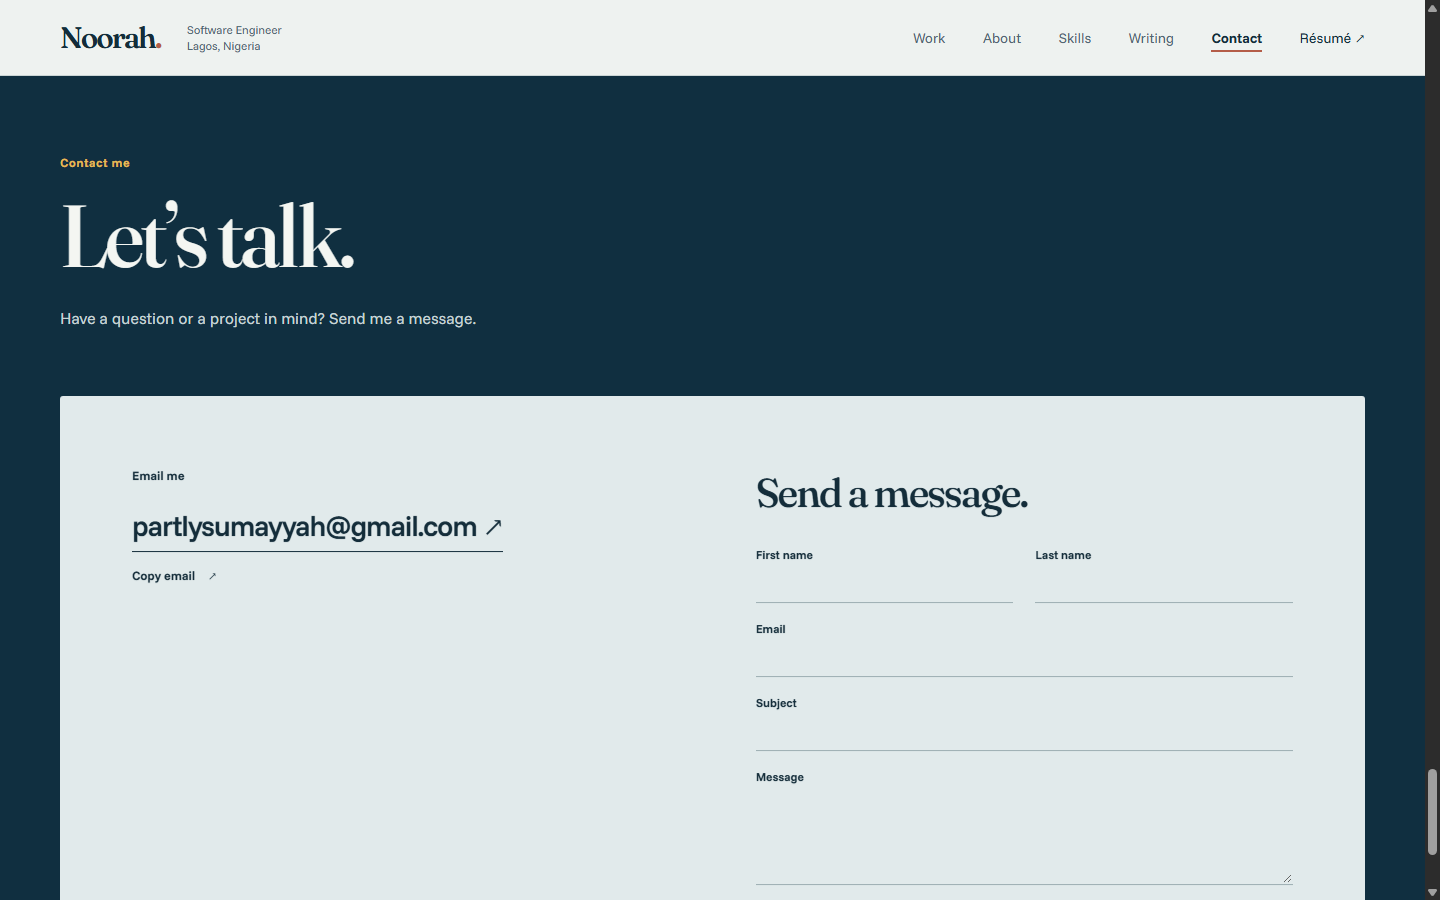 Noorah.
Software Engineer
Lagos, Nigeria
Work
About
Skills
Writing
Contact
Résumé ↗
Contact me
Let’s talk.
Have a question or a project in mind? Send me a message.
Email me
partlysumayyah@gmail.com ↗
Copy email ↗
Send a message.
First name
Last name
Email
Subject
Message